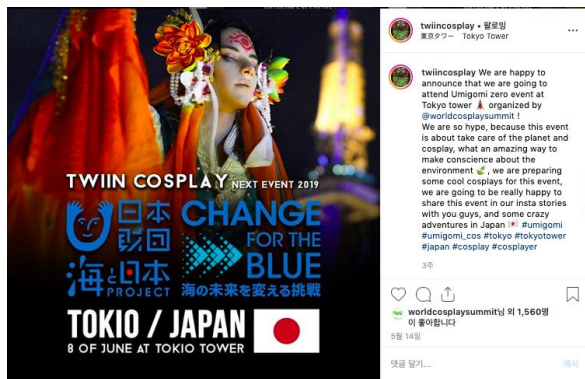 TWIIN COSPLAY NEXT EVENT 2019
日本
財団
CHANGE
FOR THE
BLUE
海と日本
PROJECT
海の未来を変える挑戦
TOKIO / JAPAN
8 OF JUNE AT TOKIO TOWER
twiincosplay • 팔로잉
東京タワー Tokyo Tower
twiincosplay We are happy to
announce that we are going to
attend Umigomi zero event at
Tokyo tower 🗼 organized by
@worldcosplaysummit !
We are so hype, because this event
is about take care of the planet and
cosplay, what an amazing way to
make conscience about the
environment 🍃 , we are preparing
some cool cosplays for this event,
we are going to be really happy to
share this event in our insta stories
with you guys, and some crazy
adventures in Japan 🇯🇵 #umigomi
#umigomi_cos #tokyo #tokyotower
#japan #cosplay #cosplayer
3주
worldcosplaysummit님 외 1,560명
이 좋아합니다
5월 14일
댓글 달기...
게시